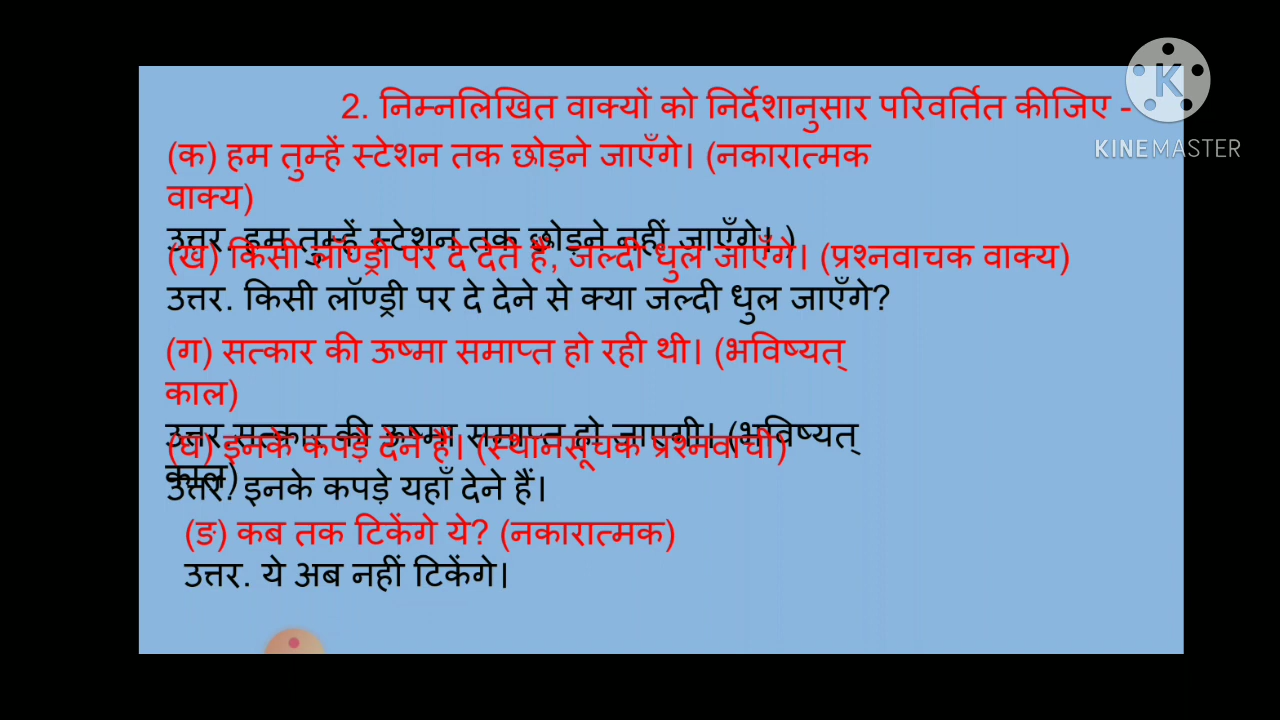 2. निम्नलिखित वाक्यों को निर्देशानुसार परिवर्तित कीजिए -
KINEMASTER
(क) हम तुम्हें स्टेशन तक छोड़ने जाएँगे। (नकारात्मक
वाक्य)
उत्तर. हम तुम्हें स्टेशन तक छोड़ने नहीं जाएँगे। )
(ख) किसी लॉण्ड्री पर दे देते हैं, जल्दी धुल जाएँगे। (प्रश्नवाचक वाक्य)
उत्तर. किसी लॉण्ड्री पर दे देने से क्या जल्दी धुल जाएँगे?
(ग) सत्कार की ऊष्मा समाप्त हो रही थी। (भविष्यत्
काल)
उत्तर सत्कार की ऊष्मा समाप्त हो जाएगी। (भविष्यत्
काल)
(घ) इनके कपड़े देने हैं। (स्थानसूचक प्रश्नवाची)
उत्तर. इनके कपड़े यहाँ देने हैं।
(ङ) कब तक टिकेंगे ये? (नकारात्मक)
उत्तर. ये अब नहीं टिकेंगे।